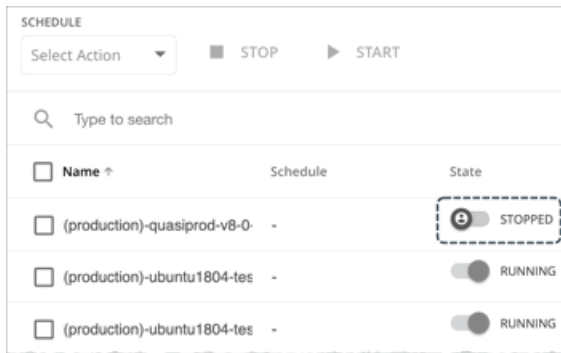 SCHEDULE
Select Action STOP START
Type to search
Name ↑ Schedule State
(production)-quasiprod-v8-0- - STOPPED
(production)-ubuntu1804-tes - RUNNING
(production)-ubuntu1804-tes - RUNNING